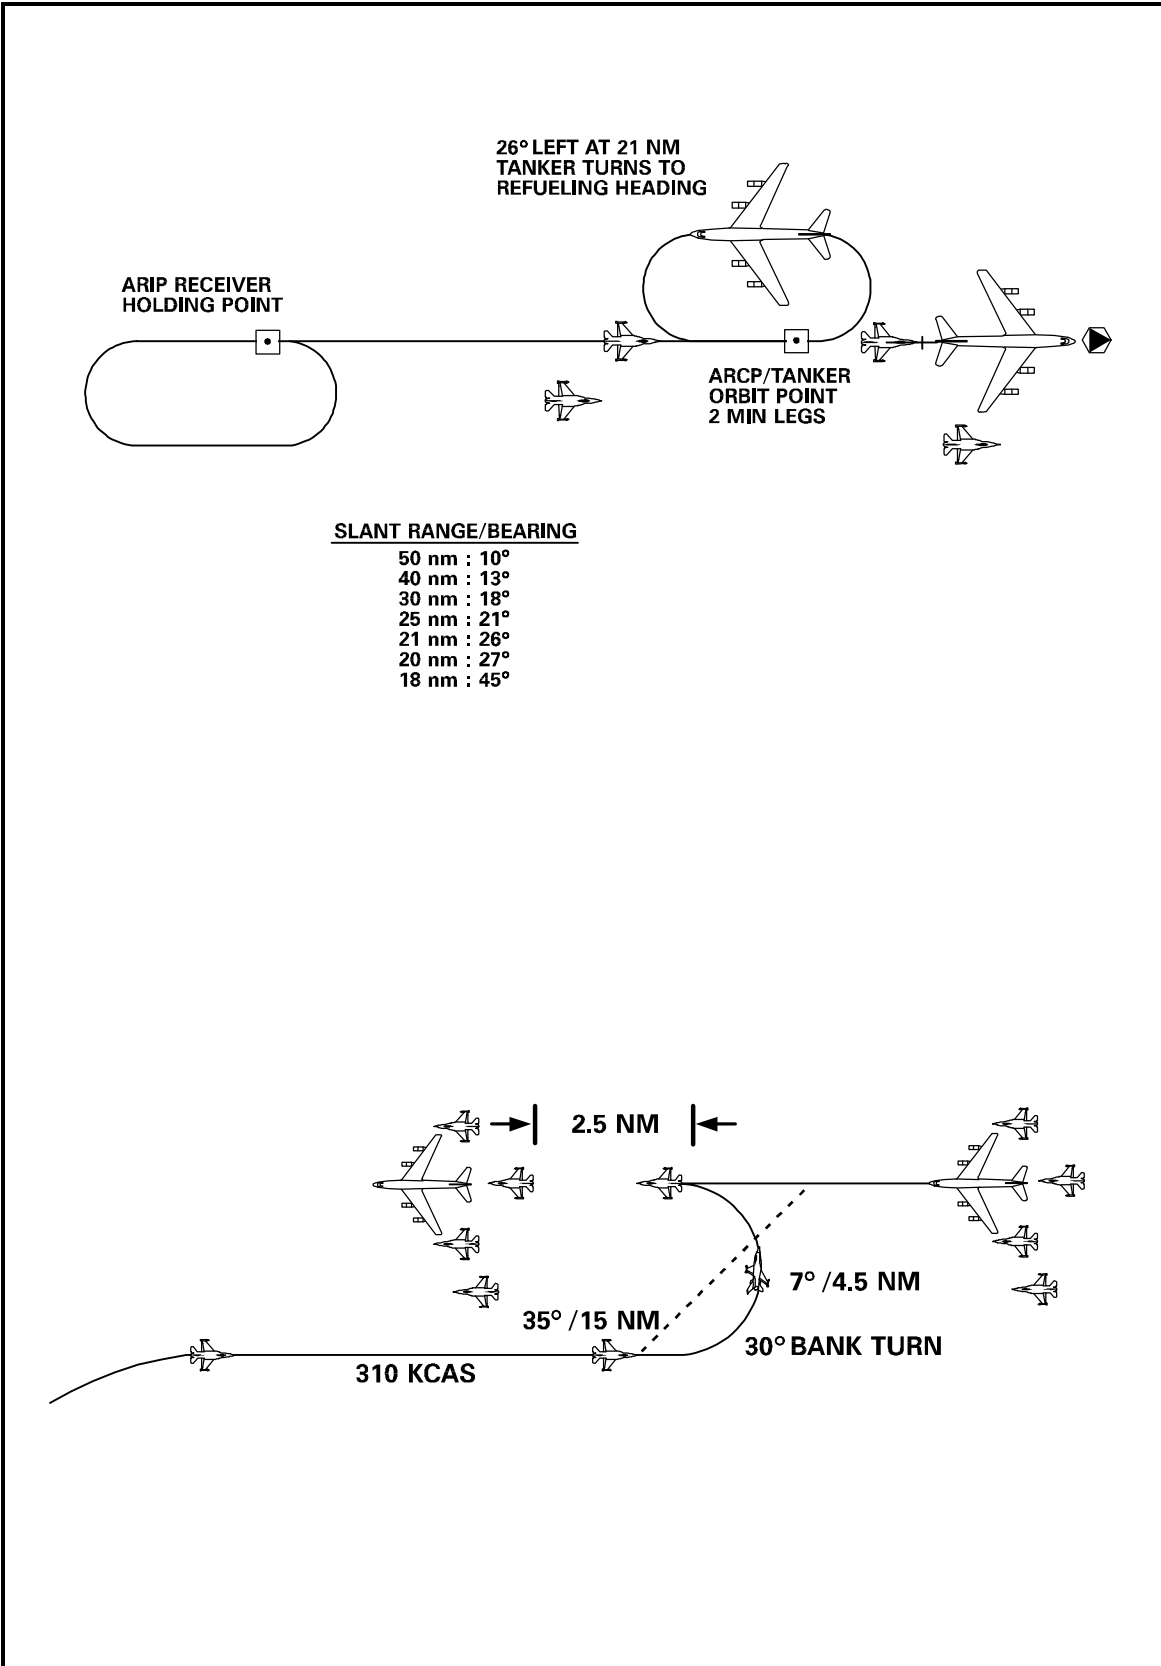 26° LEFT AT 21 NM
TANKER TURNS TO
REFUELING HEADING
ARIP RECEIVER
HOLDING POINT
ARCP/TANKER
ORBIT POINT
2 MIN LEGS
SLANT RANGE/BEARING
50 nm : 10°
40 nm : 13°
30 nm : 18°
25 nm : 21°
21 nm : 26°
20 nm : 27°
18 nm : 45°
2.5 NM
7° /4.5 NM
35° /15 NM
30° BANK TURN
310 KCAS